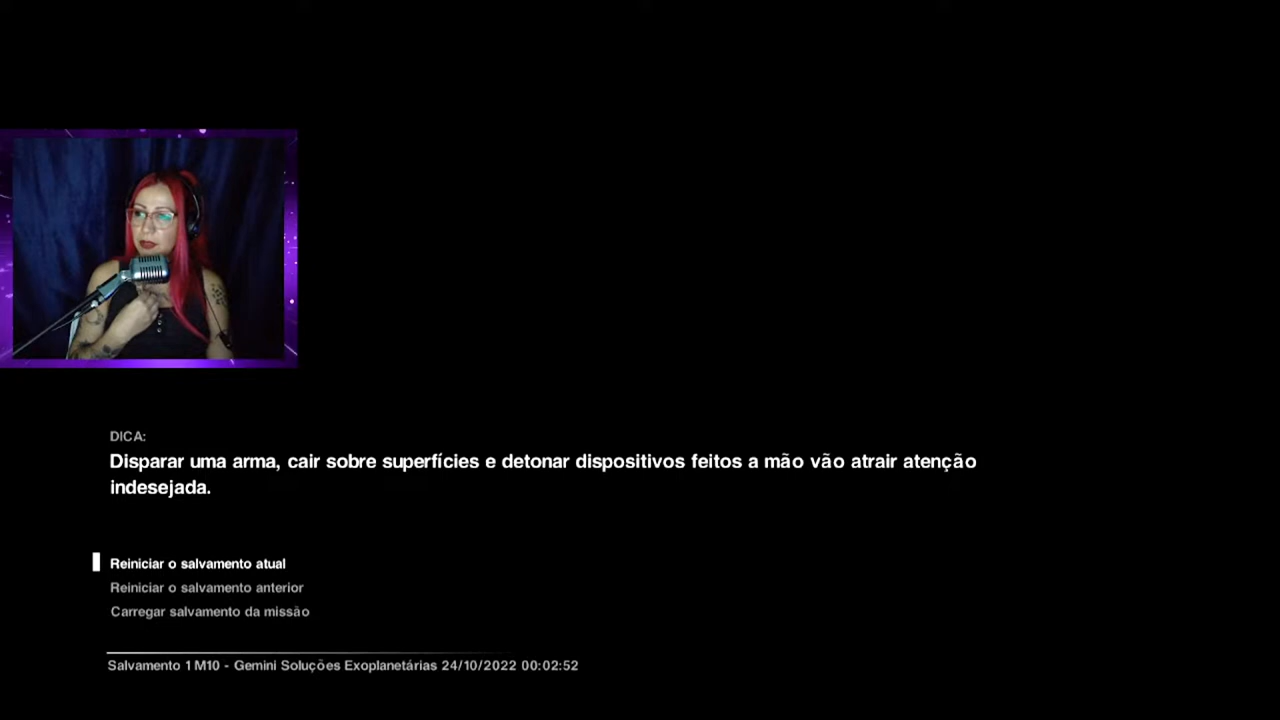 DICA:
Disparar uma arma, cair sobre superfícies e detonar dispositivos feitos a mão vão atrair atenção
indesejada.
Reiniciar o salvamento atual
Reiniciar o salvamento anterior
Carregar salvamento da missão
Salvamento 1 M10 - Gemini Soluções Exoplanetárias 24/10/2022 00:02:52